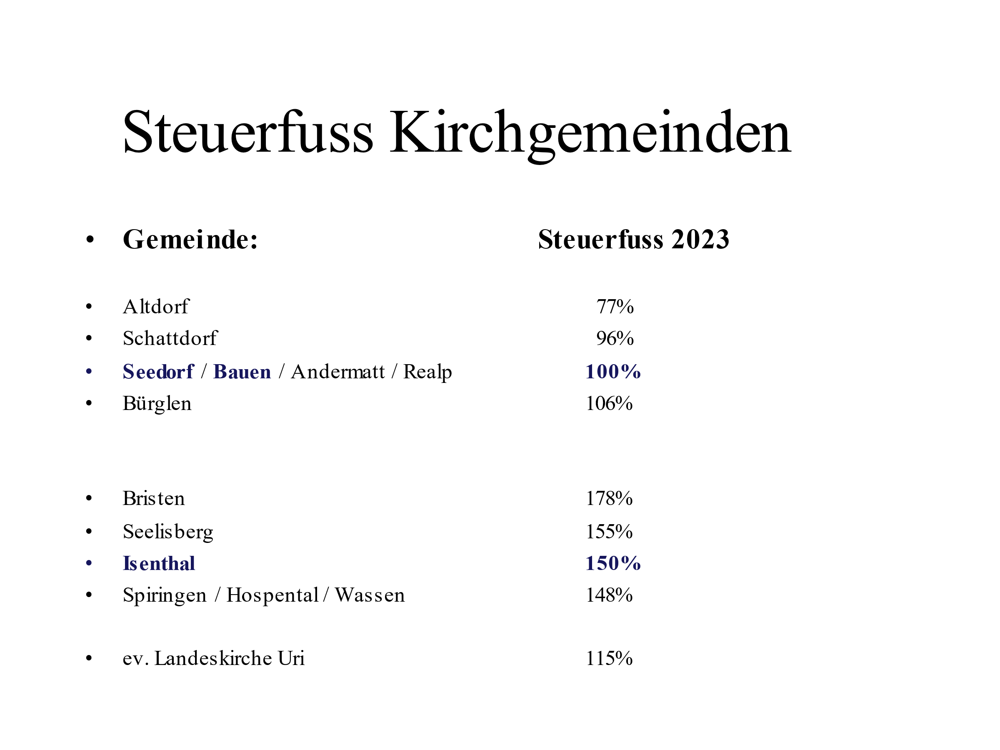 Steuerfuss Kirchgemeinden
• Gemeinde: Steuerfuss 2023
• Altdorf 77%
• Schattdorf 96%
• Seedorf / Bauen / Andermatt / Realp 100%
• Bürglen 106%
• Bristen 178%
• Seelisberg 155%
• Isenthal 150%
• Spiringen / Hospental / Wassen 148%
• ev. Landeskirche Uri 115%